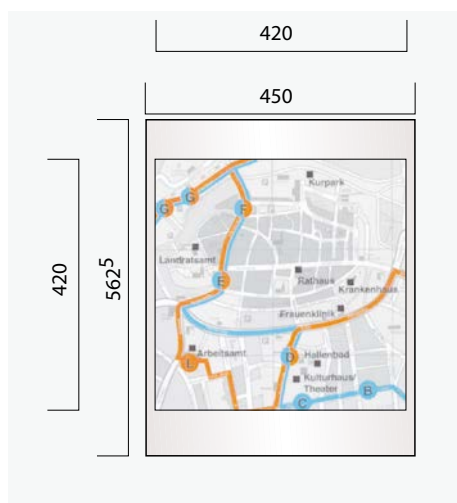 420
450
420
562⁵
G
G
F
Kurpark
Landratsamt
E
Rathaus
Krankenhaus
Frauenklinik
Arbeitsamt
L
D
Hallenbad
Kulturhaus/
Theater
B
C